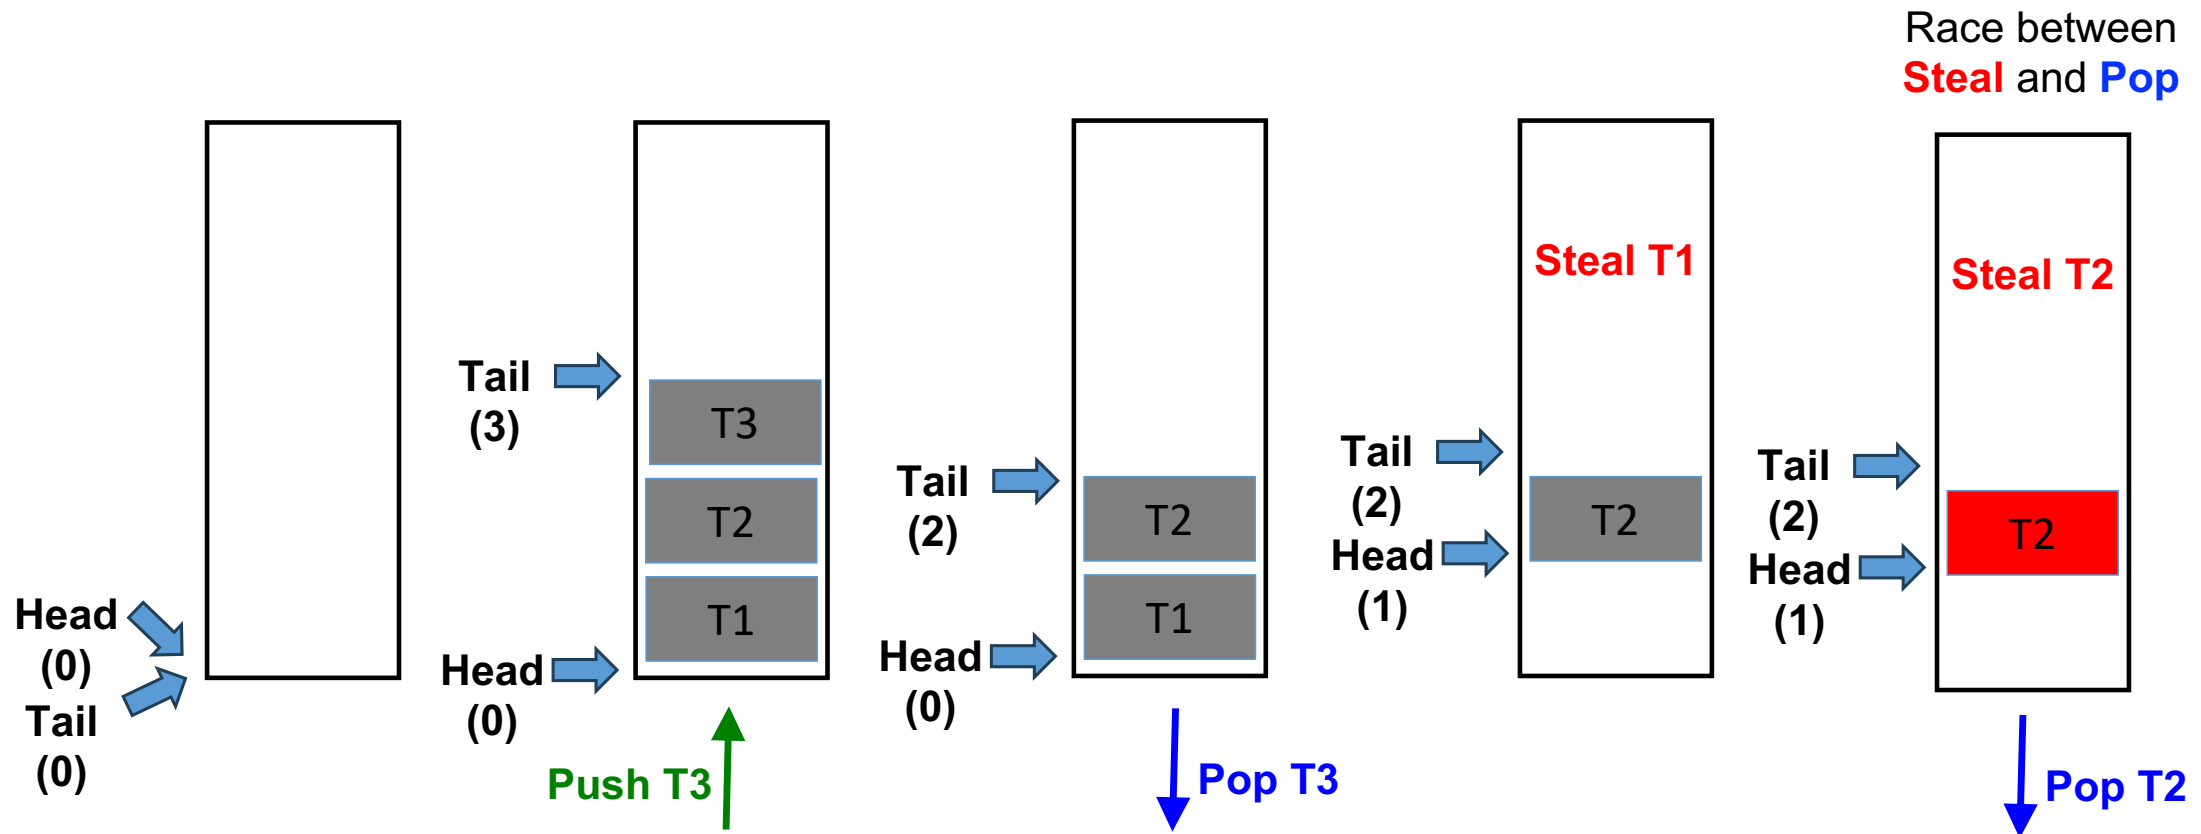 Head
(0)
Tail
(0)
Tail
(3)
T3
T2
T1
Head
(0)
Push T3
Tail
(2)
T2
T1
Head
(0)
Pop T3
Steal T1
Tail
(2)
T2
Head
(1)
Race between
Steal and Pop
Steal T2
Tail
(2)
T2
Head
(1)
Pop T2